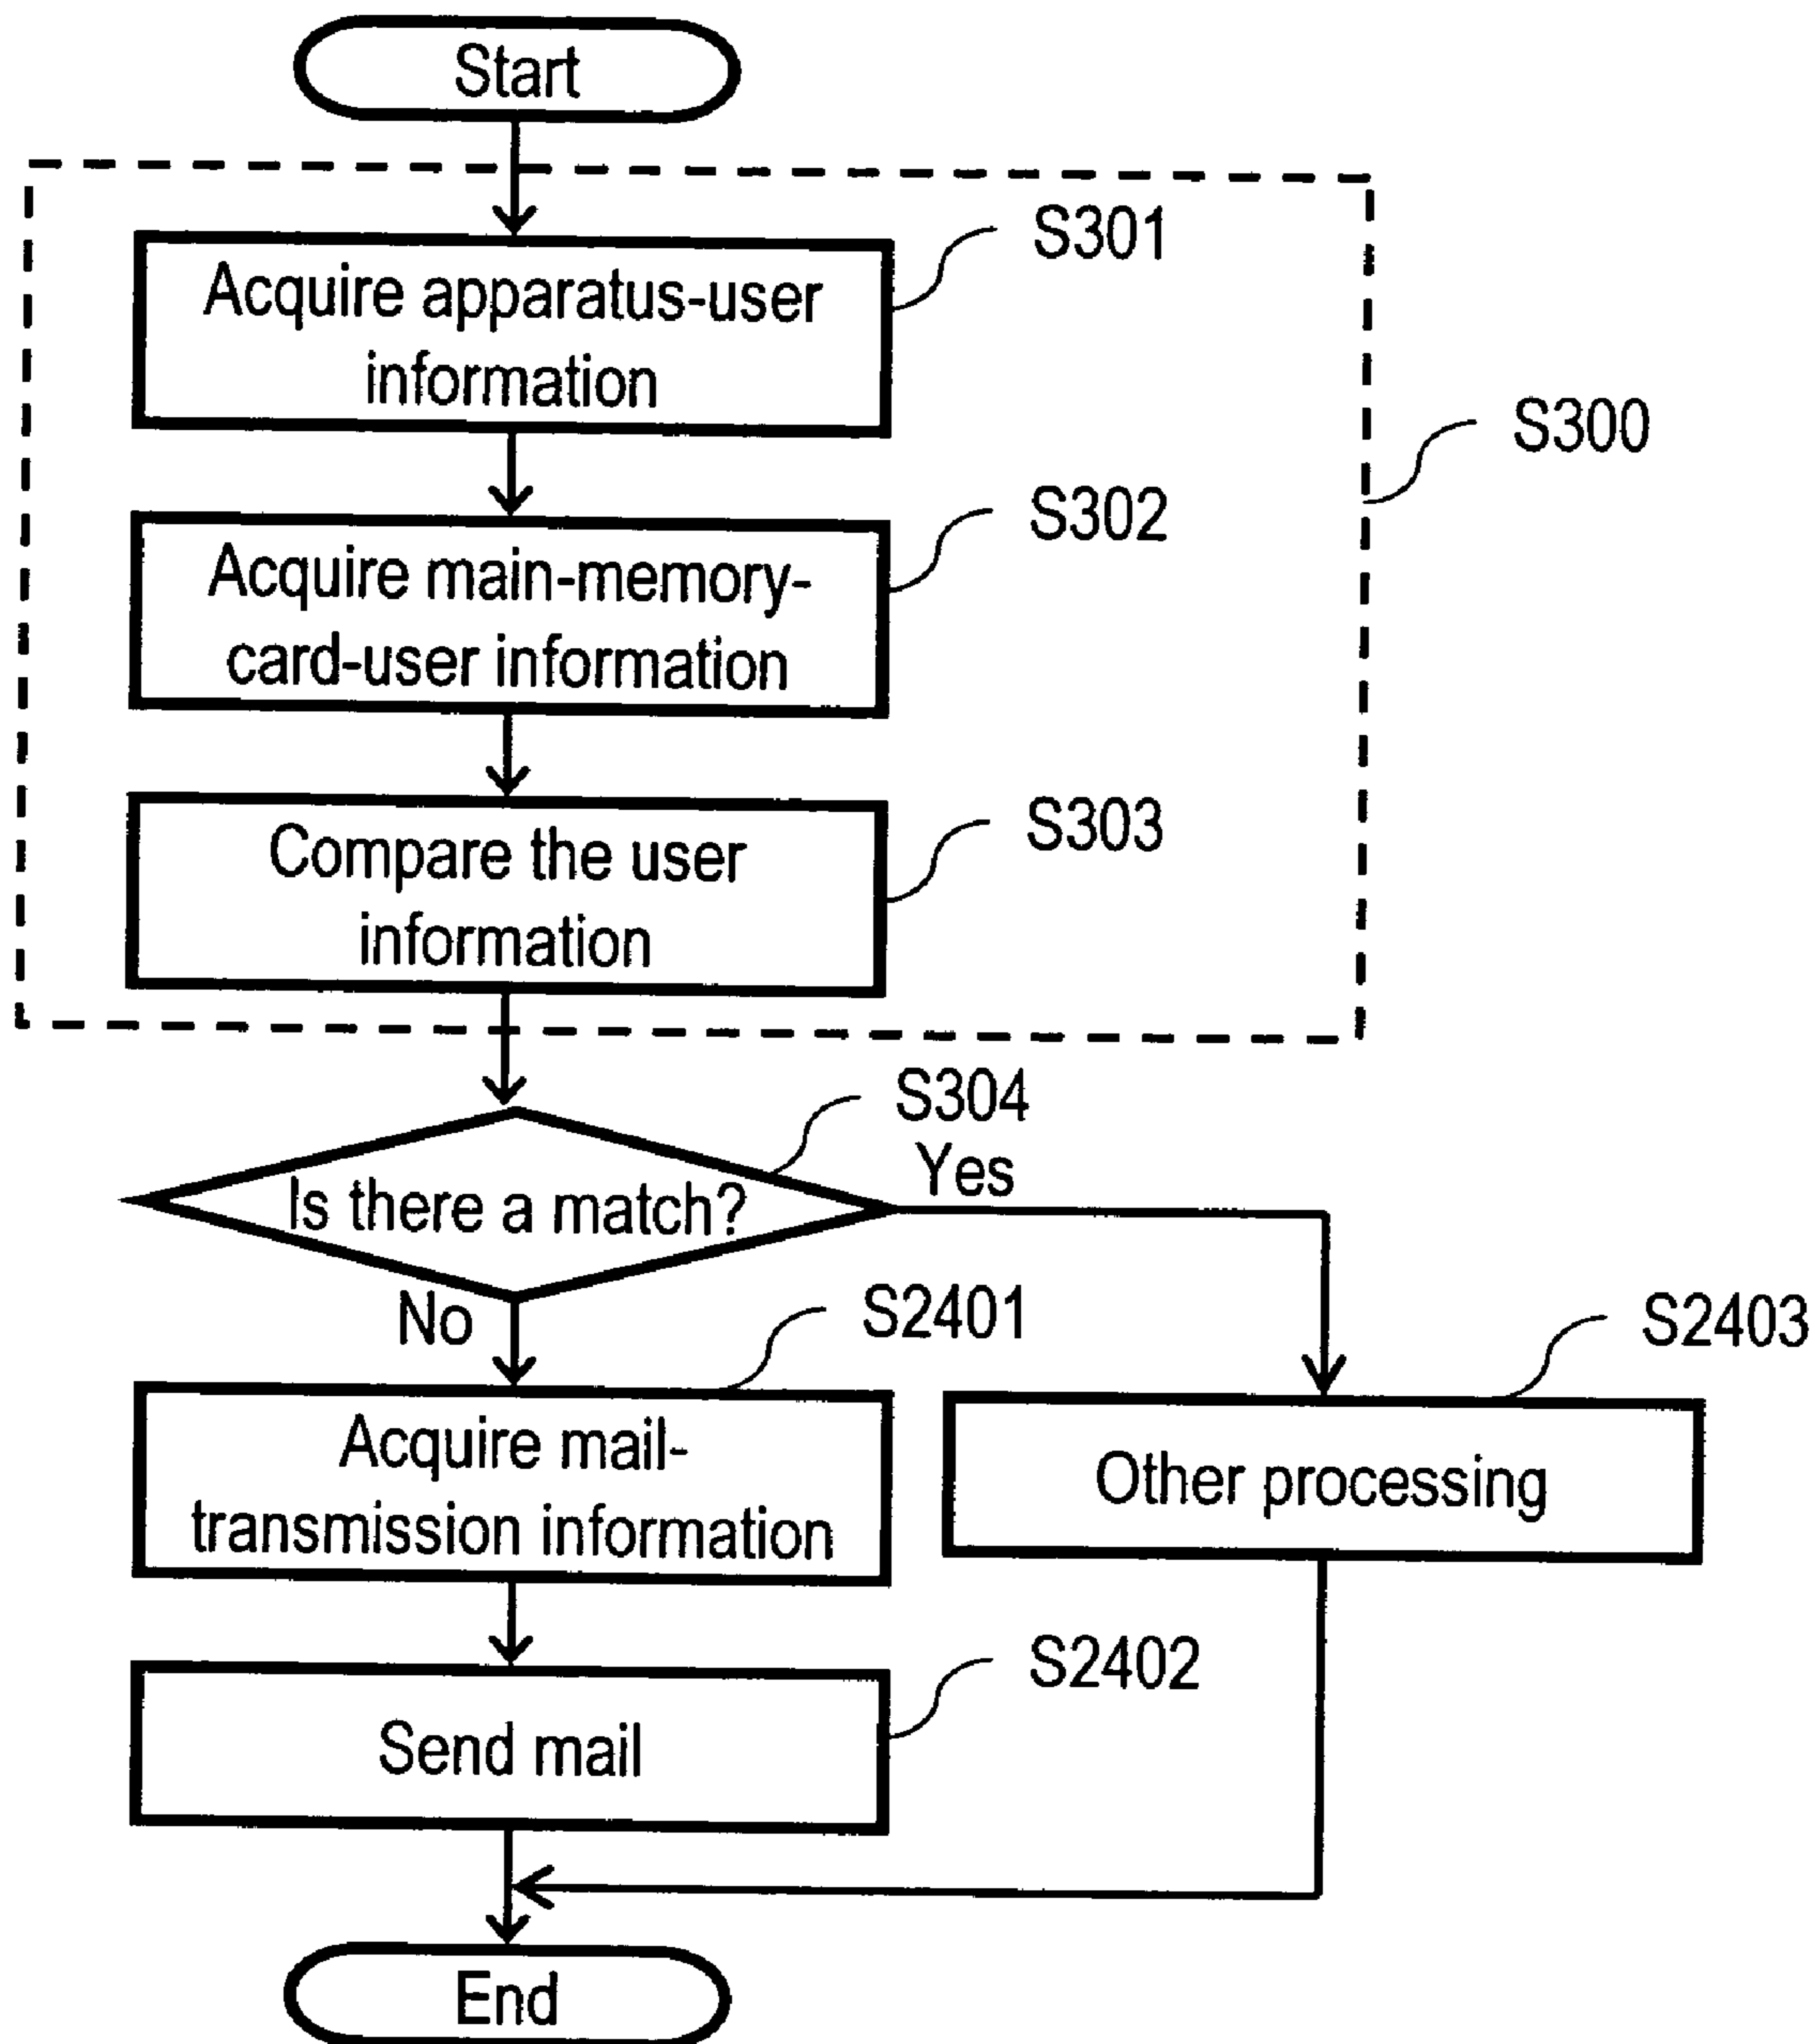 Start
S301
Acquire apparatus-user
information
S300
S302
Acquire main-memory-
card-user information
S303
Compare the user
information
S304
Yes
Is there a match?
No
S2401
S2403
Acquire mail-
transmission information
Other processing
S2402
Send mail
End